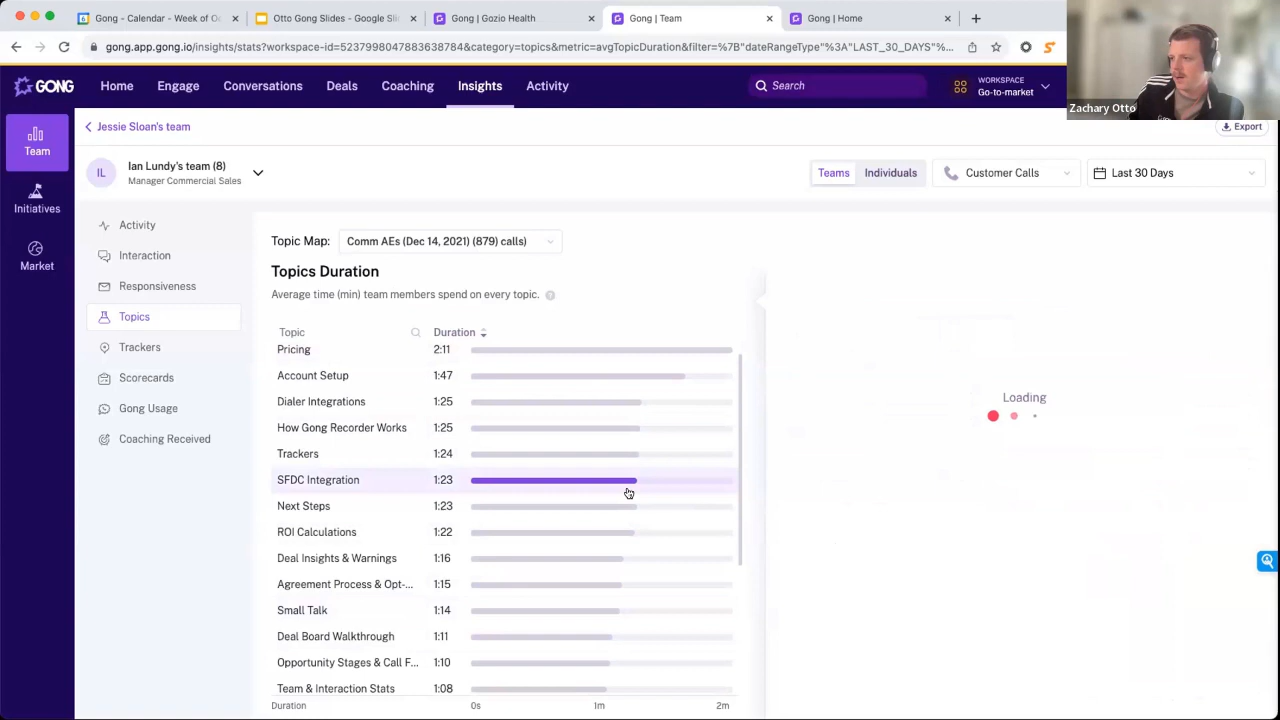 Gong - Calendar - Week of Oc
Otto Gong Slides - Google Sli
Gong | Gozio Health
Gong | Team
Gong | Home
gong.app.gong.io/insights/stats?workspace-id=5237998047883638784&category=topics&metric=avgTopicDuration&filter=%7B"dateRangeType"%3A"LAST_30_DAYS"%...
GONG
Home
Engage
Conversations
Deals
Coaching
Insights
Activity
Search
WORKSPACE
Go-to-market
Zachary Otto
Team
Initiatives
Market
Jessie Sloan's team
Export
IL
Ian Lundy's team (8)
Manager Commercial Sales
Teams
Individuals
Customer Calls
Last 30 Days
Activity
Interaction
Responsiveness
Topics
Trackers
Scorecards
Gong Usage
Coaching Received
Topic Map:
Comm AEs (Dec 14, 2021) (879) calls)
Topics Duration
Average time (min) team members spend on every topic.
Topic Duration
Pricing 2:11
Account Setup 1:47
Dialer Integrations 1:25
How Gong Recorder Works 1:25
Trackers 1:24
SFDC Integration 1:23
Next Steps 1:23
ROI Calculations 1:22
Deal Insights & Warnings 1:16
Agreement Process & Opt-... 1:15
Small Talk 1:14
Deal Board Walkthrough 1:11
Opportunity Stages & Call F... 1:10
Team & Interaction Stats 1:08
Duration 0s 1m 2m
Loading